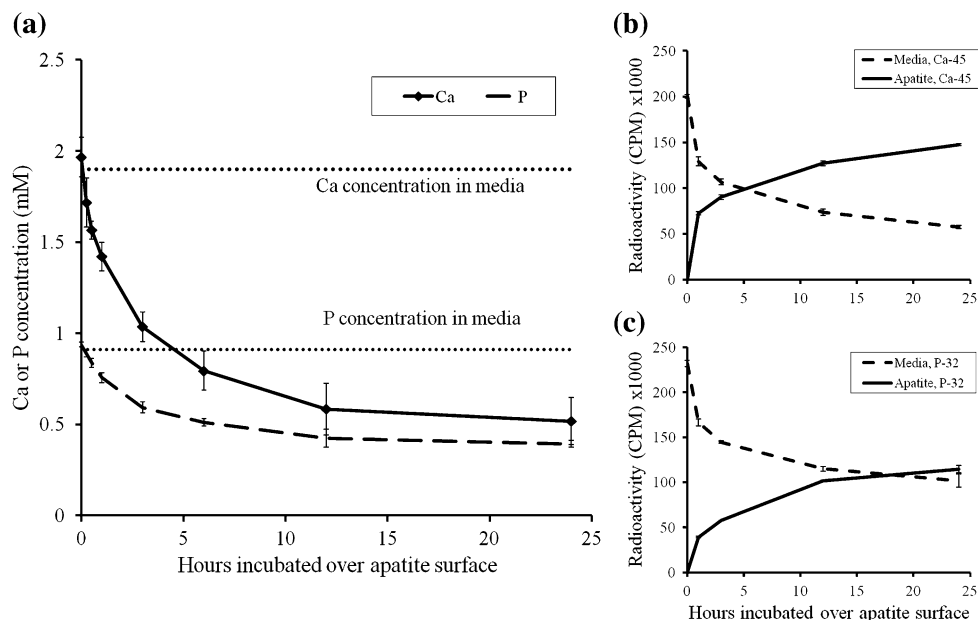 (a)
Ca
P
Ca or P concentration (mM)
2.5
2
1.5
1
0.5
0
Ca concentration in media
P concentration in media
0
5
10
15
20
25
Hours incubated over apatite surface
(b)
Radioactivity (CPM) x1000
250
200
150
100
50
0
Media, Ca-45
Apatite, Ca-45
0
5
10
15
20
25
(c)
Radioactivity (CPM) x1000
250
200
150
100
50
0
Media, P-32
Apatite, P-32
0
5
10
15
20
25
Hours incubated over apatite surface